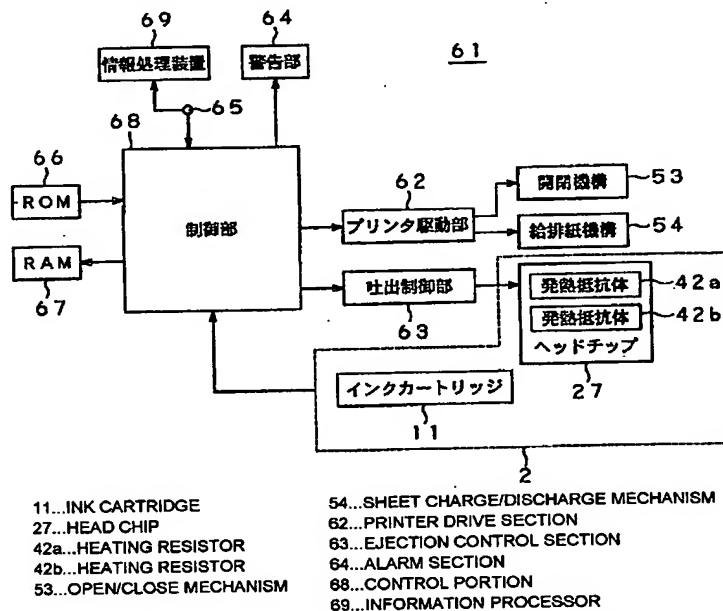 69
64
61
情報処理装置
警告部
65
68
66
ROM
制御部
62
開閉機構
53
プリンタ駆動部
給排紙機構
54
RAM
67
吐出制御部
63
発熱抵抗体
42a
発熱抵抗体
42b
ヘッドチップ
27
インクカートリッジ
11
2
11...INK CARTRIDGE
27...HEAD CHIP
42a...HEATING RESISTOR
42b...HEATING RESISTOR
53...OPEN/CLOSE MECHANISM
54...SHEET CHARGE/DISCHARGE MECHANISM
62...PRINTER DRIVE SECTION
63...EJECTION CONTROL SECTION
64...ALARM SECTION
68...CONTROL PORTION
69...INFORMATION PROCESSOR